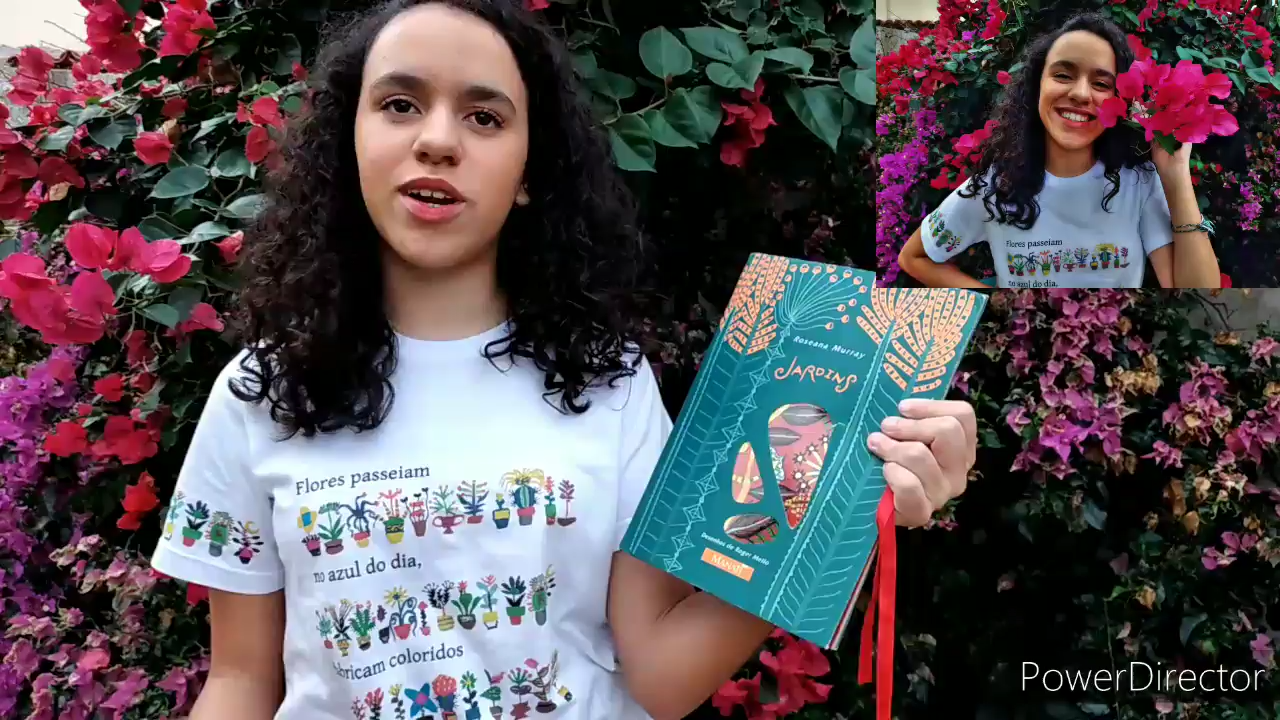 Flores passeiam
no azul do dia,
fabricam coloridos
Roseana Murray
JARDINS
Desenhos de Roger Mello
MANATI
Flores passeiam
no azul do dia,
PowerDirector